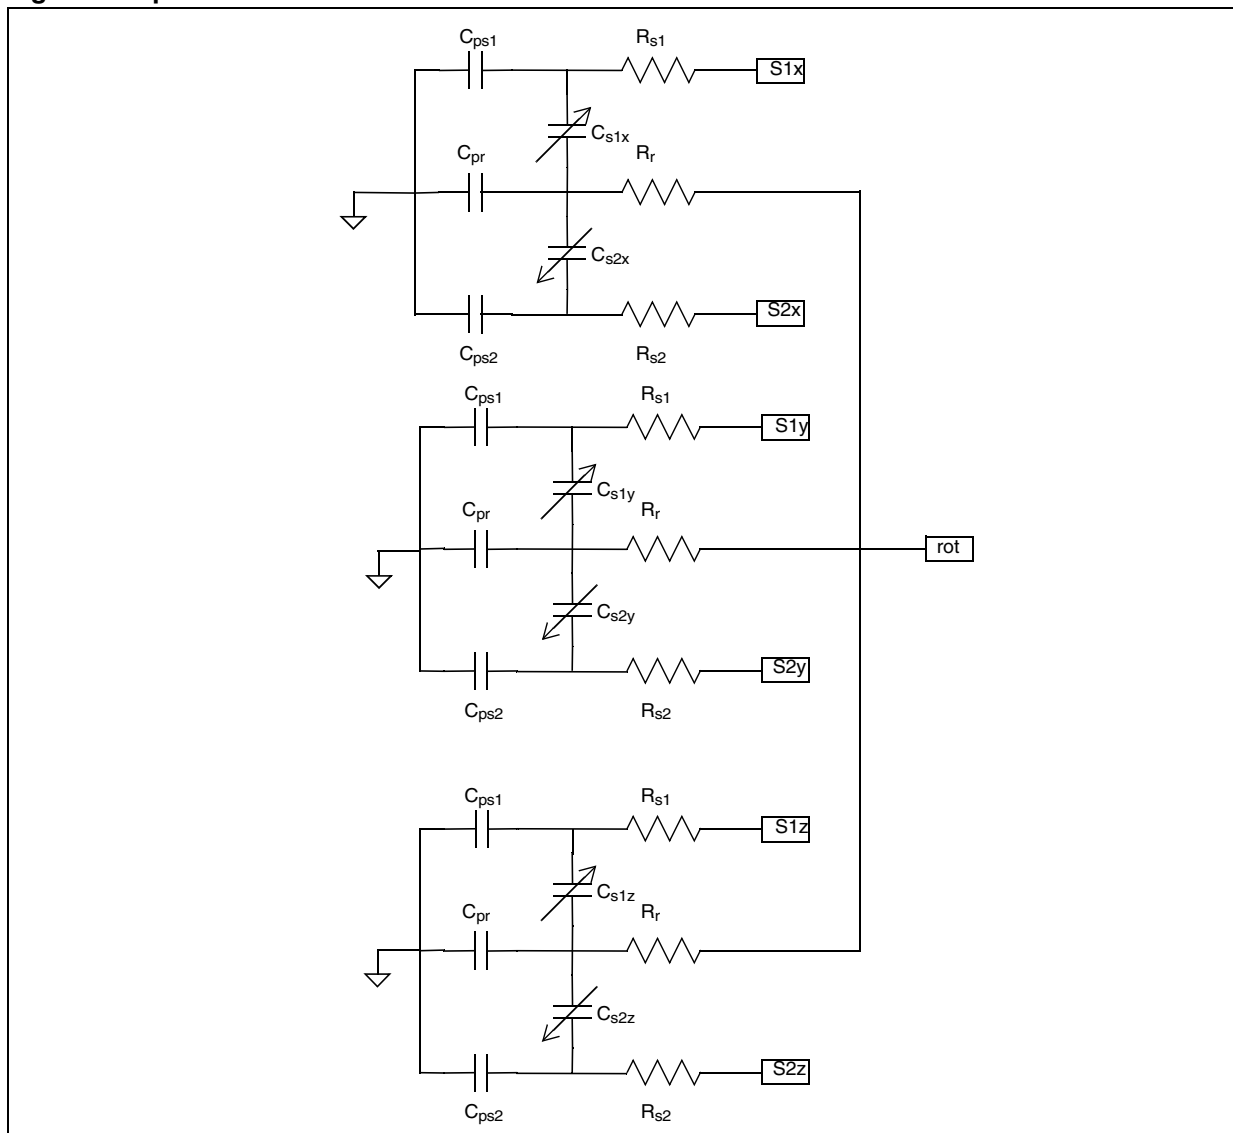 Cps1 Rs1 S1x
Cs1x
Cpr Rr
Cs2x
S2x
Cps2 Rs2
Cps1 Rs1
S1y
Cs1y
Cpr Rr
rot
Cs2y
S2y
Cps2 Rs2
Cps1 Rs1
S1z
Cs1z
Cpr Rr
Cs2z
S2z
Cps2 Rs2